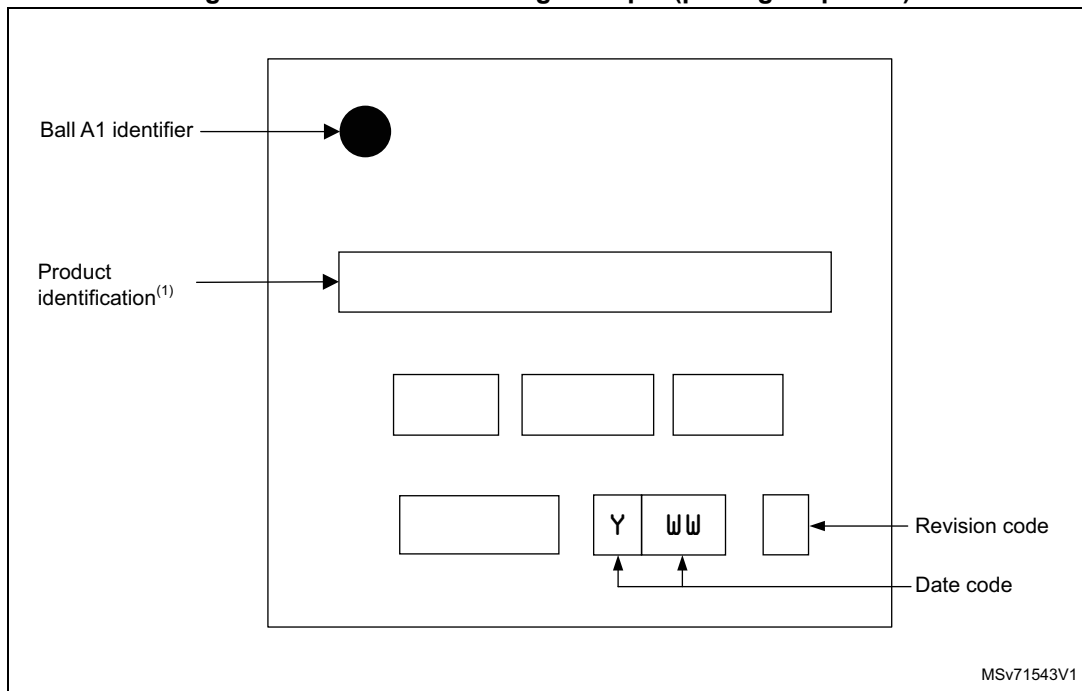 Ball A1 identifier
Product
identification(1)
Y WW
Revision code
Date code
MSv71543V1